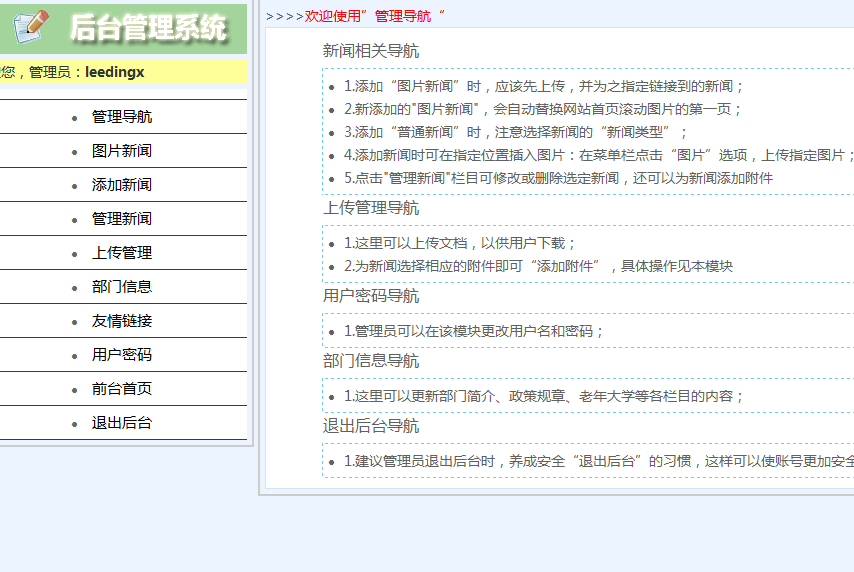 后台管理系统
您，管理员：leedingx
管理导航
图片新闻
添加新闻
管理新闻
上传管理
部门信息
友情链接
用户密码
前台首页
退出后台
>>>>欢迎使用”管理导航“
新闻相关导航
1.添加“图片新闻”时，应该先上传，并为之指定链接到的新闻；
2.新添加的"图片新闻"，会自动替换网站首页滚动图片的第一页；
3.添加“普通新闻”时，注意选择新闻的“新闻类型”；
4.添加新闻时可在指定位置插入图片：在菜单栏点击“图片”选项，上传指定图片；
5.点击"管理新闻"栏目可修改或删除选定新闻，还可以为新闻添加附件
上传管理导航
1.这里可以上传文档，以供用户下载；
2.为新闻选择相应的附件即可“添加附件”，具体操作见本模块
用户密码导航
1.管理员可以在该模块更改用户名和密码；
部门信息导航
1.这里可以更新部门简介、政策规章、老年大学等各栏目的内容；
退出后台导航
1.建议管理员退出后台时，养成安全“退出后台”的习惯，这样可以使账号更加安全